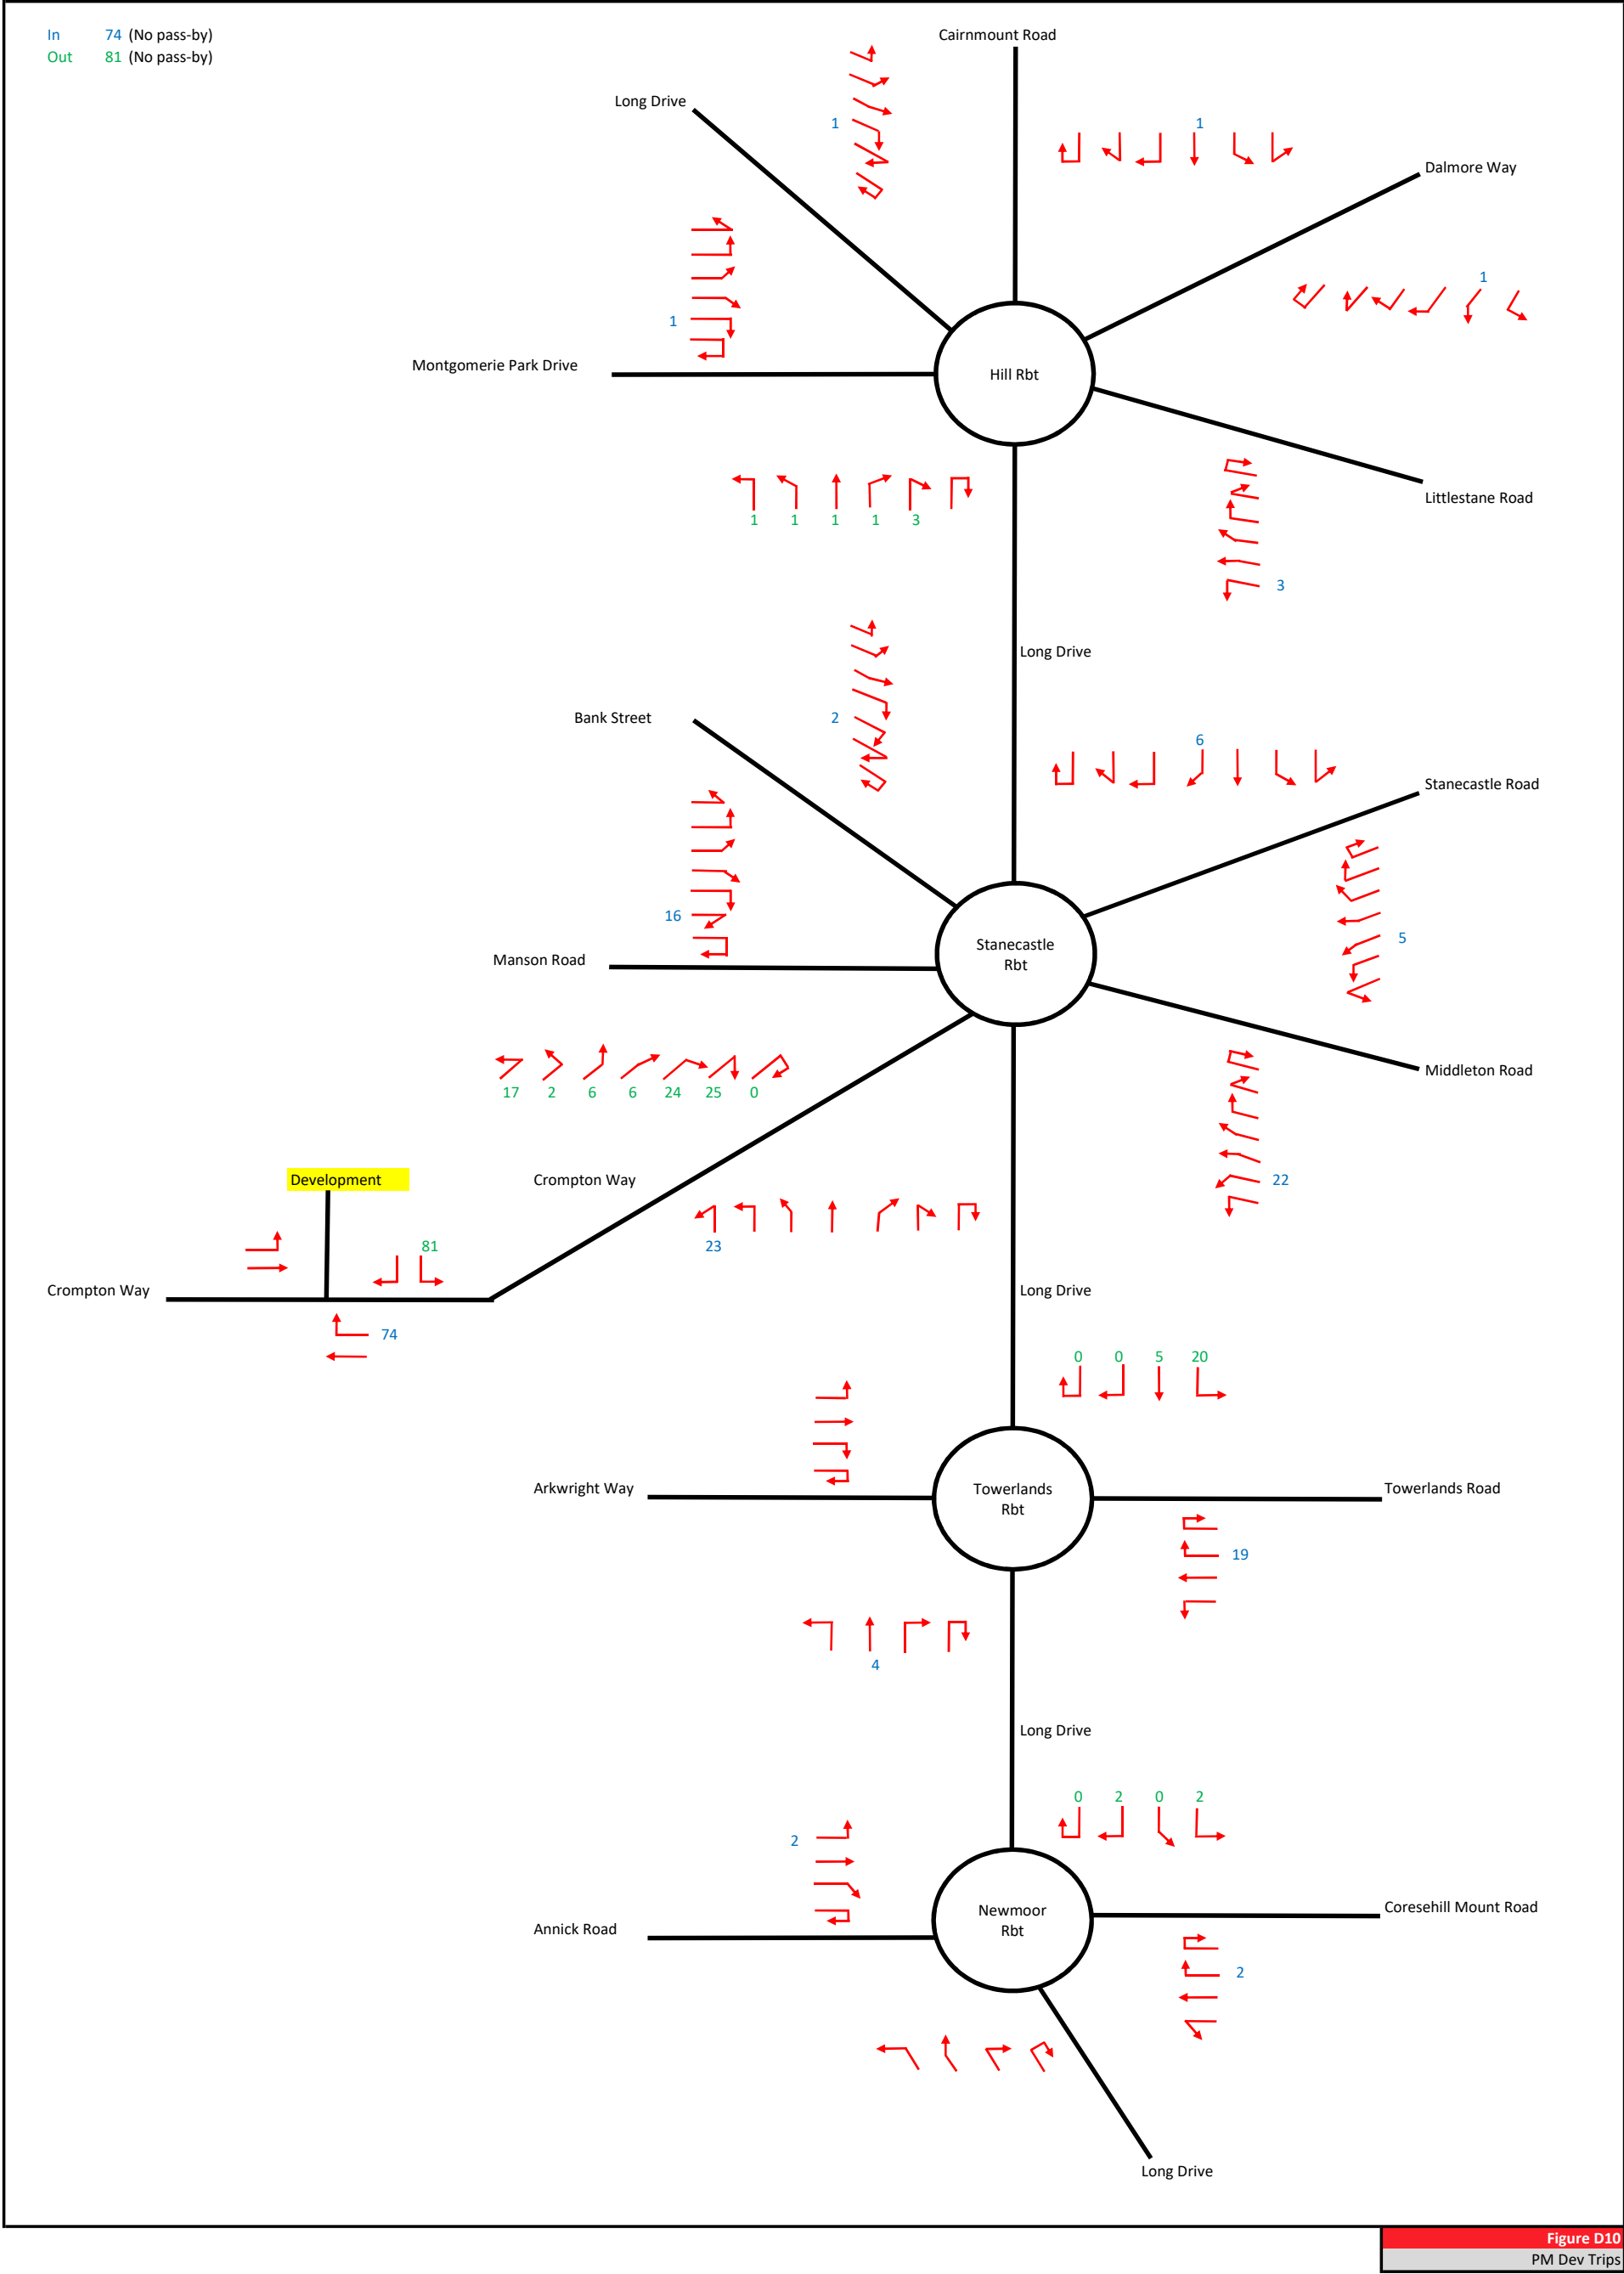 In 74 (No pass-by)
Out 81 (No pass-by)
Cairnmount Road
Long Drive
1
1
Dalmore Way
1
1
Montgomerie Park Drive
Hill Rbt
Littlestane Road
1 1 1 1 3
3
Long Drive
Bank Street
2
6
Stanecastle Road
16
5
Manson Road
Stanecastle
Rbt
Middleton Road
17 2 6 6 24 25 0
22
Development
Crompton Way
23
81
Crompton Way
Long Drive
74
0 0 5 20
Arkwright Way
Towerlands
Rbt
Towerlands Road
19
4
Long Drive
0 2 0 2
2
Annick Road
Newmoor
Rbt
Coresehill Mount Road
2
Long Drive
Figure D10
PM Dev Trips